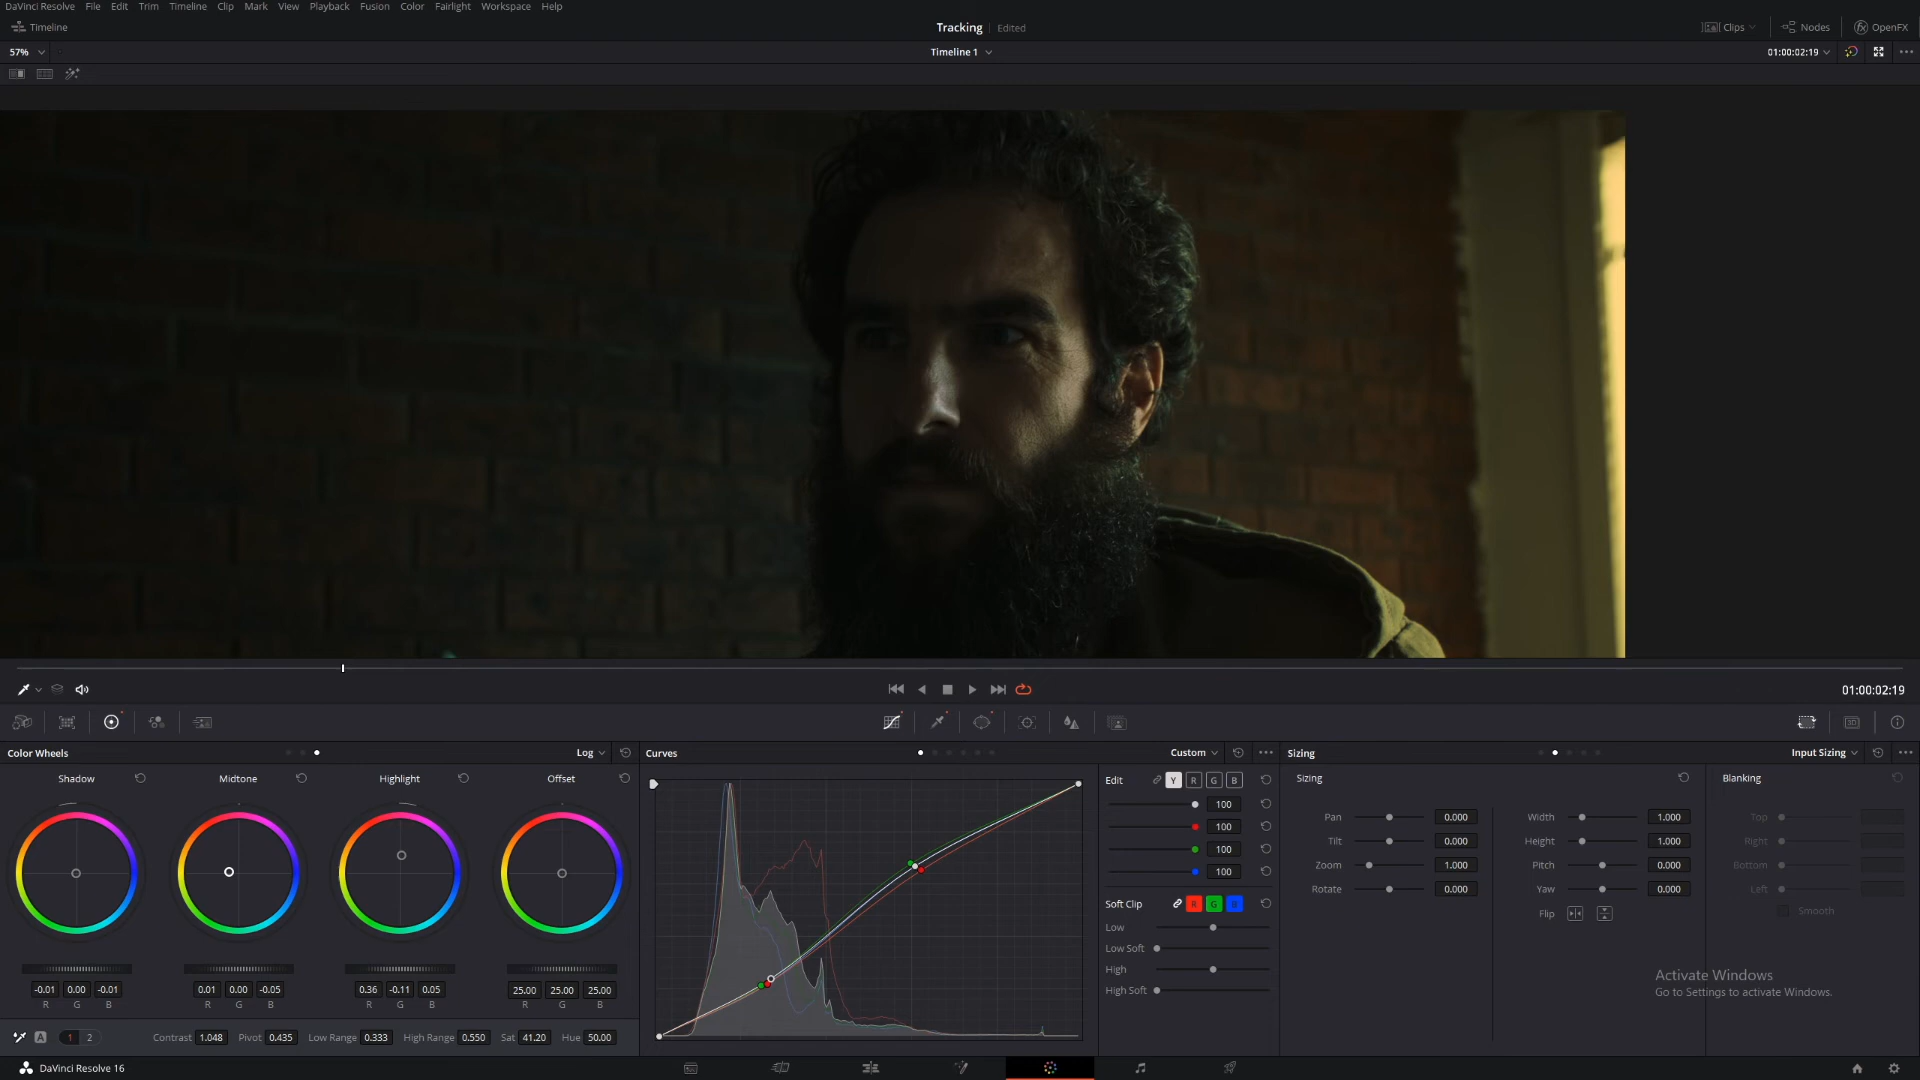 DaVinci Resolve File Edit Trim Timeline Clip Mark View Playback Fusion Color Fairlight Workspace Help
Timeline Tracking Edited Clips Nodes OpenFX
57% Timeline 1 01:00:02:19
01:00:02:19
Color Wheels Log Curves Custom Sizing Input Sizing
Shadow Midtone Highlight Offset Edit Y R G B Sizing Blanking
100
100
100
100
Pan 0.000 Width 1.000 Top
Tilt 0.000 Height 1.000 Right
Zoom 1.000 Pitch 0.000 Bottom
Rotate 0.000 Yaw 0.000 Left
Soft Clip R G B Flip Smooth
Low
Low Soft
High
High Soft
-0.01 0.00 -0.01 0.01 0.00 -0.05 0.36 -0.11 0.05 25.00 25.00 25.00
R G B R G B R G B R G B
Activate Windows
Go to Settings to activate Windows.
A 1 2 Contrast 1.048 Pivot 0.435 Low Range 0.333 High Range 0.550 Sat 41.20 Hue 50.00
DaVinci Resolve 16